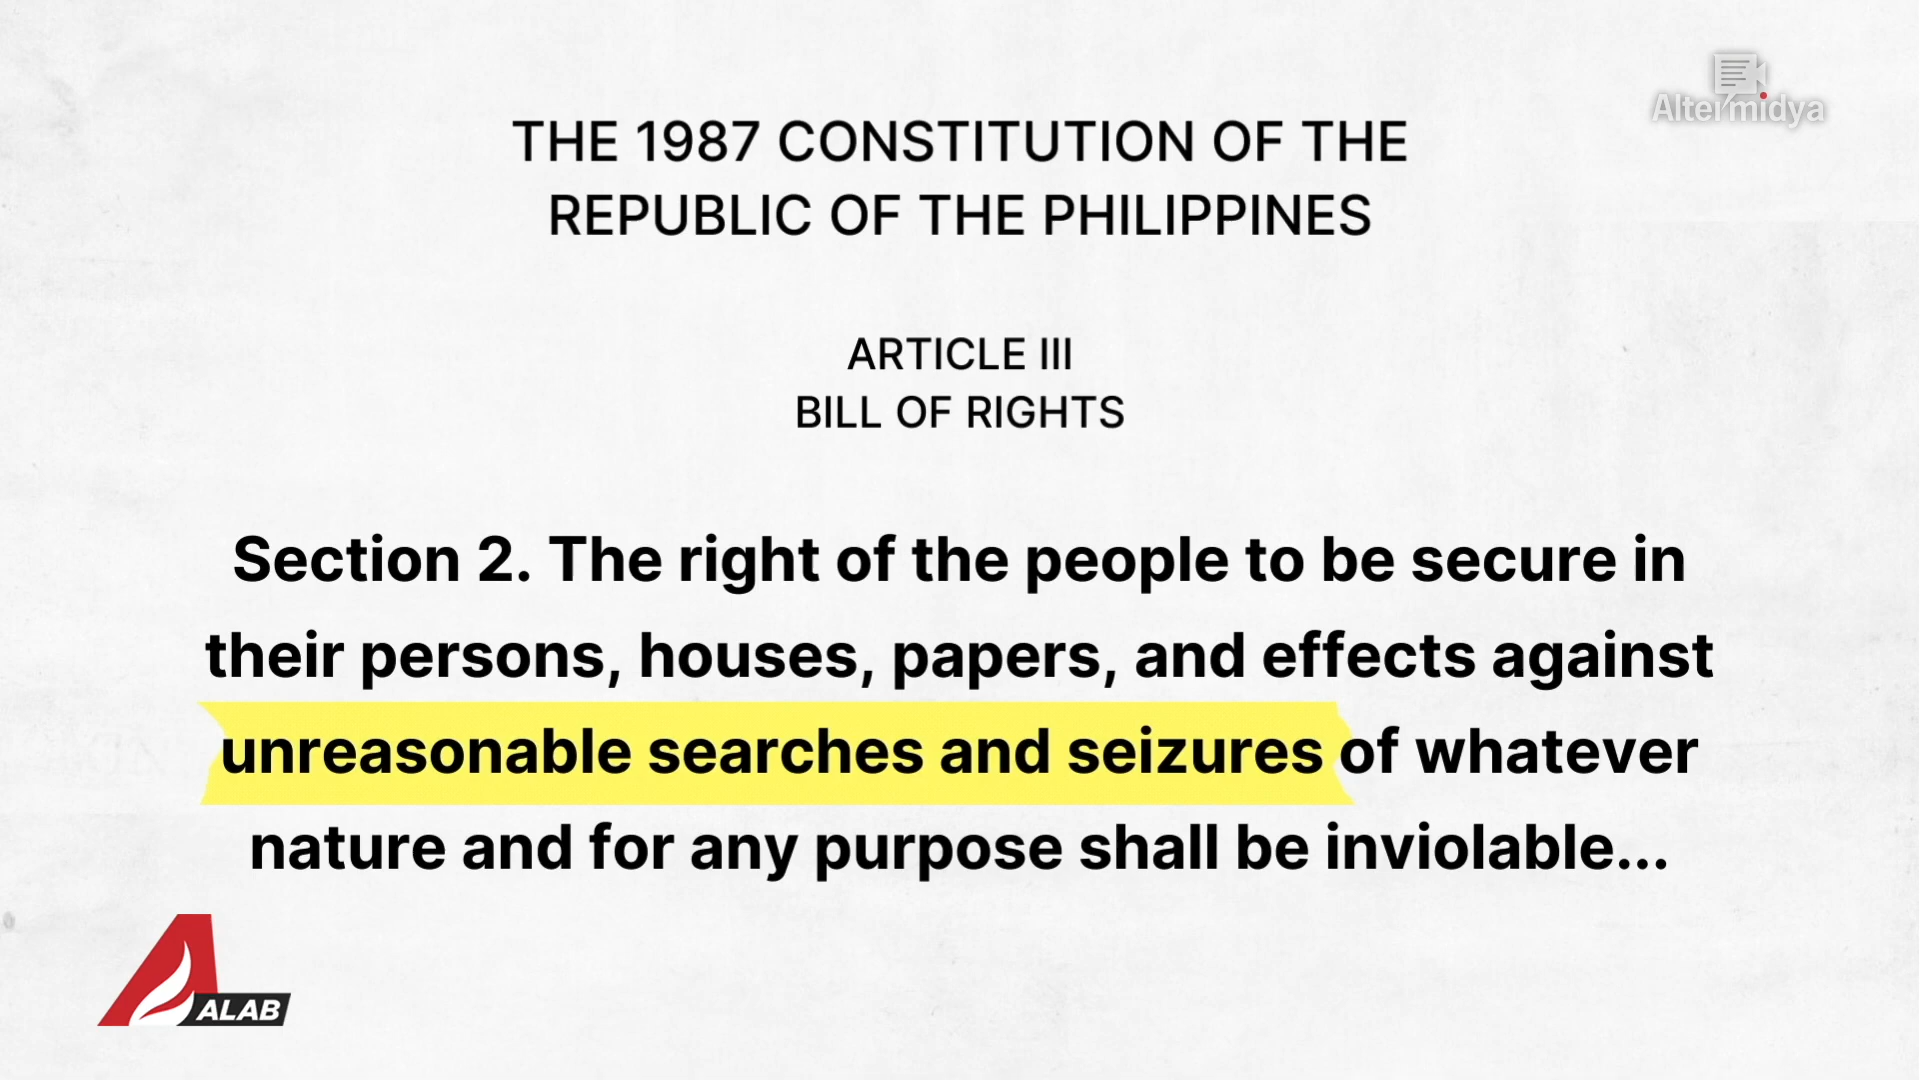 Altermidya
THE 1987 CONSTITUTION OF THE
REPUBLIC OF THE PHILIPPINES
ARTICLE III
BILL OF RIGHTS
Section 2. The right of the people to be secure in
their persons, houses, papers, and effects against
unreasonable searches and seizures of whatever
nature and for any purpose shall be inviolable...
ALAB